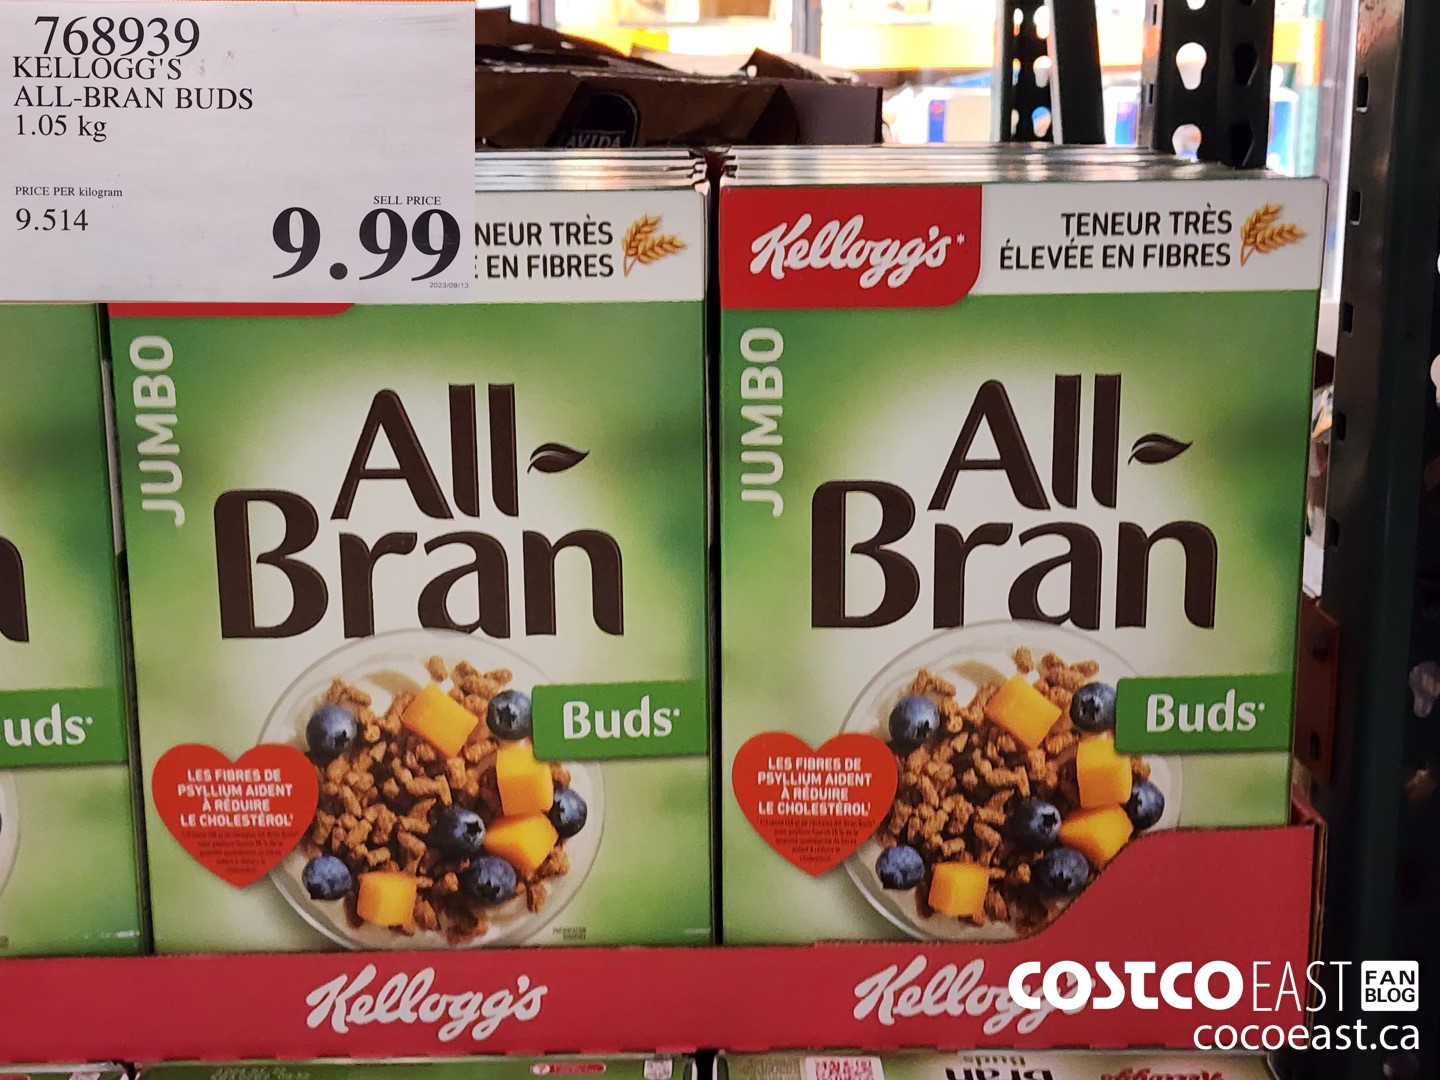 768939
KELLOGG'S
ALL-BRAN BUDS
1.05 kg
PRICE PER kilogram
9.514
SELL PRICE
9.99
2023/09/13
NEUR TRÈS
EN FIBRES
JUMBO
All-
Bran
Buds
LES FIBRES DE
PSYLLIUM AIDENT
À RÉDUIRE
LE CHOLESTÉROL
Kellogg's
TENEUR TRÈS
ÉLEVÉE EN FIBRES
JUMBO
All-
Bran
Buds
LES FIBRES DE
PSYLLIUM AIDENT
À RÉDUIRE
LE CHOLESTÉROL
n
uds
Kellogg's
Kellogg's
COSTCO EAST FAN BLOG
cocoeast.ca